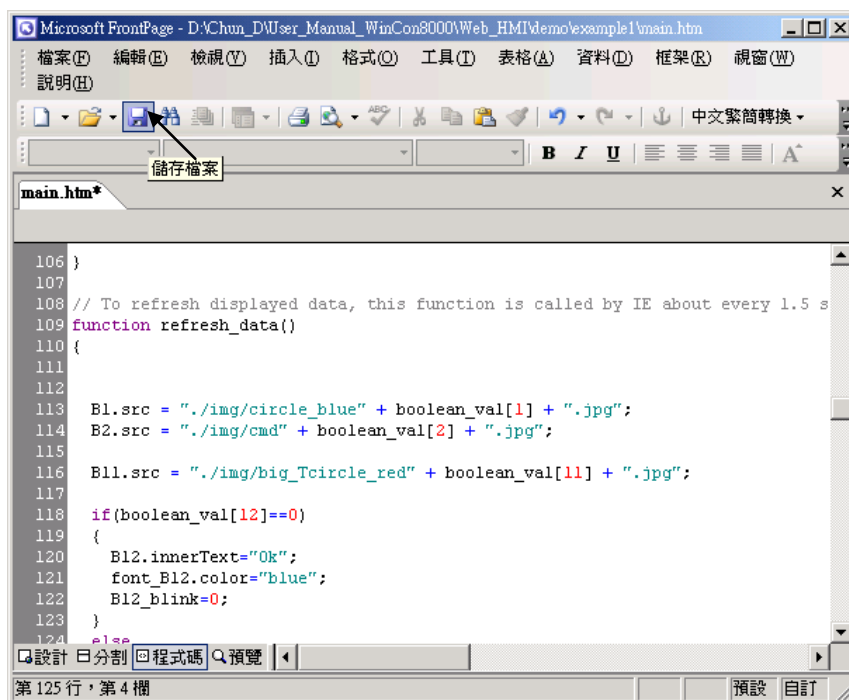 Microsoft FrontPage - D:\Chun_D\User_Manual_WinCon8000\Web_HMI\demo\example1\main.htm
檔案(F) 編輯(E) 檢視(V) 插入(I) 格式(O) 工具(T) 表格(A) 資料(D) 框架(R) 視窗(W)
說明(H)
ABC 中文繁簡轉換
B I U A
儲存檔案
main.htm*
106 }
107
108 // To refresh displayed data, this function is called by IE about every 1.5 s
109 function refresh_data()
110 {
111
112
113 B1.src = "./img/circle_blue" + boolean_val[1] + ".jpg";
114 B2.src = "./img/cmd" + boolean_val[2] + ".jpg";
115
116 B11.src = "./img/big_Tcircle_red" + boolean_val[11] + ".jpg";
117
118 if(boolean_val[12]==0)
119 {
120 B12.innerText="Ok";
121 font_B12.color="blue";
122 B12_blink=0;
123 }
124 else
設計 分割 程式碼 預覽
第 125 行，第 4 欄 預設 自訂